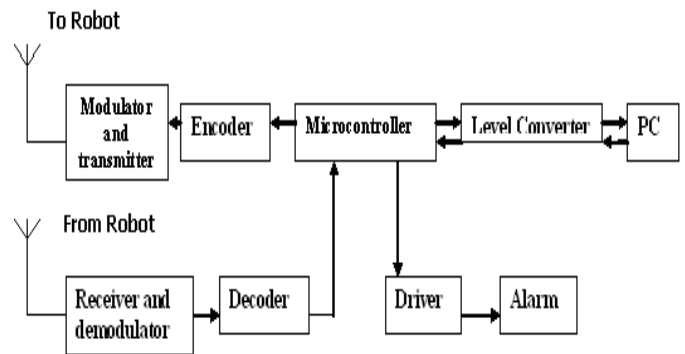 To Robot
Modulator
and
transmitter
Encoder
Microcontroller
Level Converter
PC
From Robot
Receiver and
demodulator
Decoder
Driver
Alarm